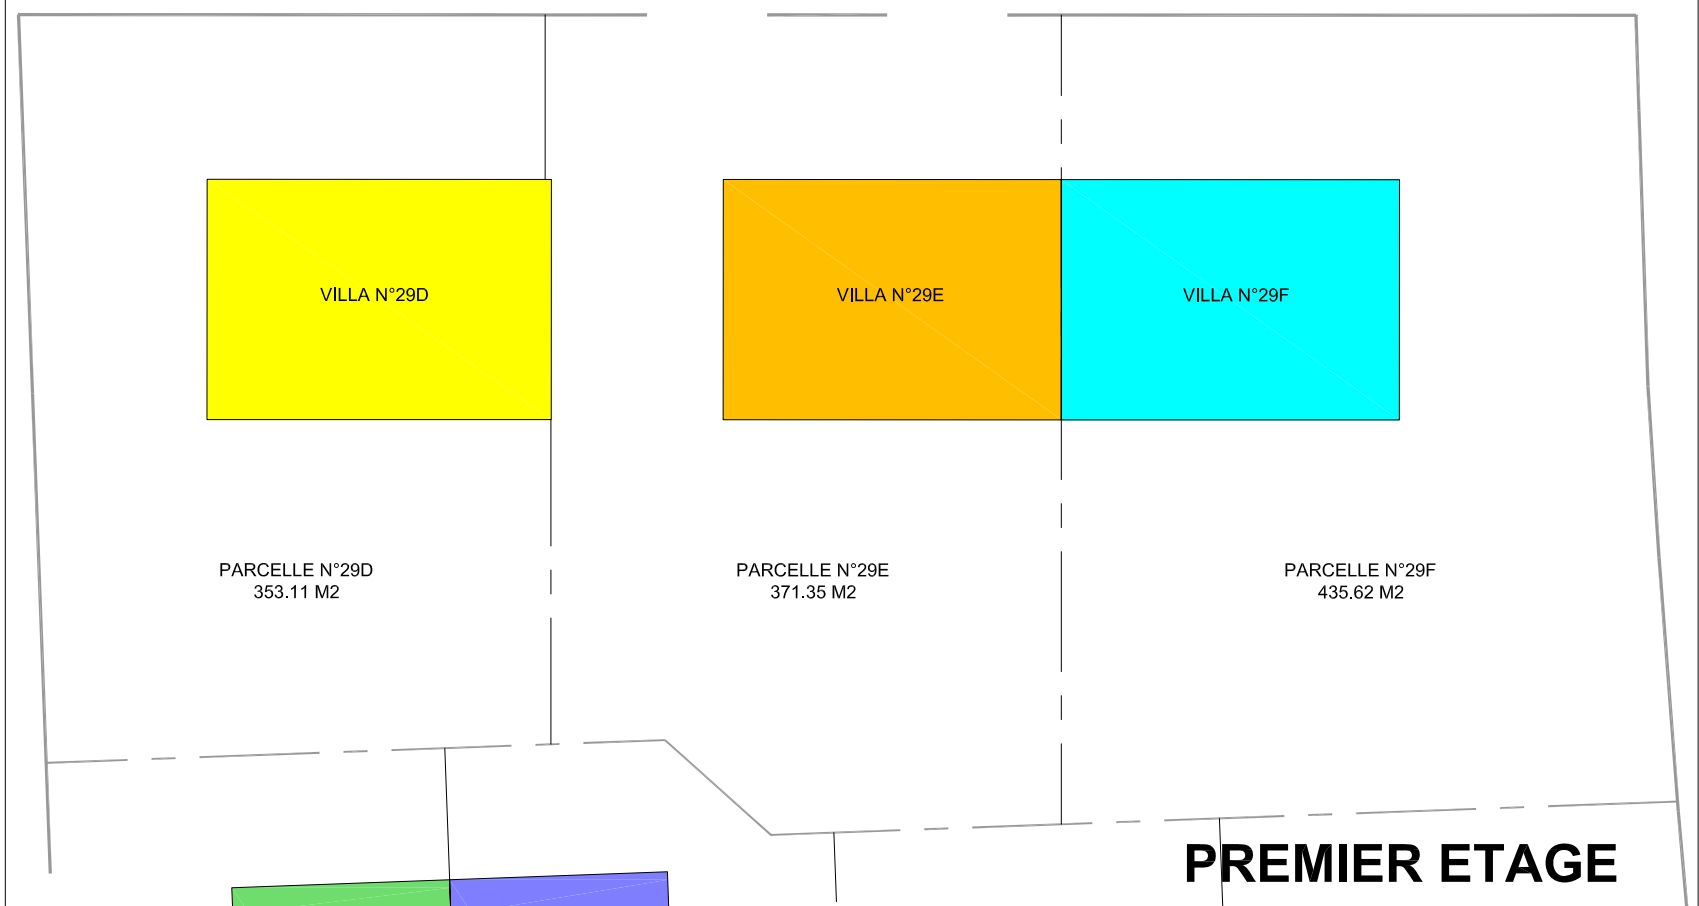 VILLA N°29D
VILLA N°29E
VILLA N°29F
PARCELLE N°29D
353.11 M2
PARCELLE N°29E
371.35 M2
PARCELLE N°29F
435.62 M2
PREMIER ETAGE